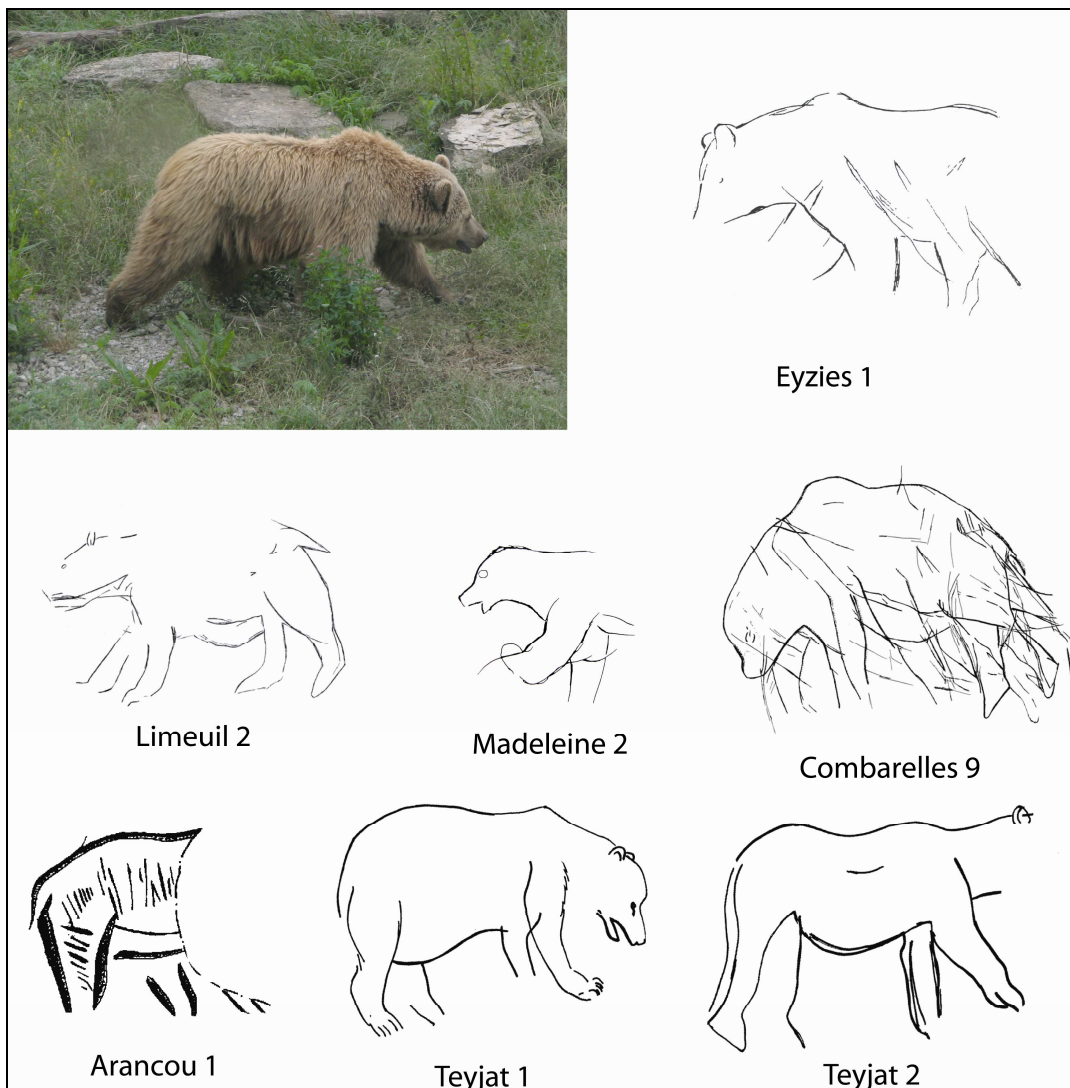 Eyzies 1
Limeuil 2
Madeleine 2
Combarelles 9
Arancou 1
Teyjat 1
Teyjat 2